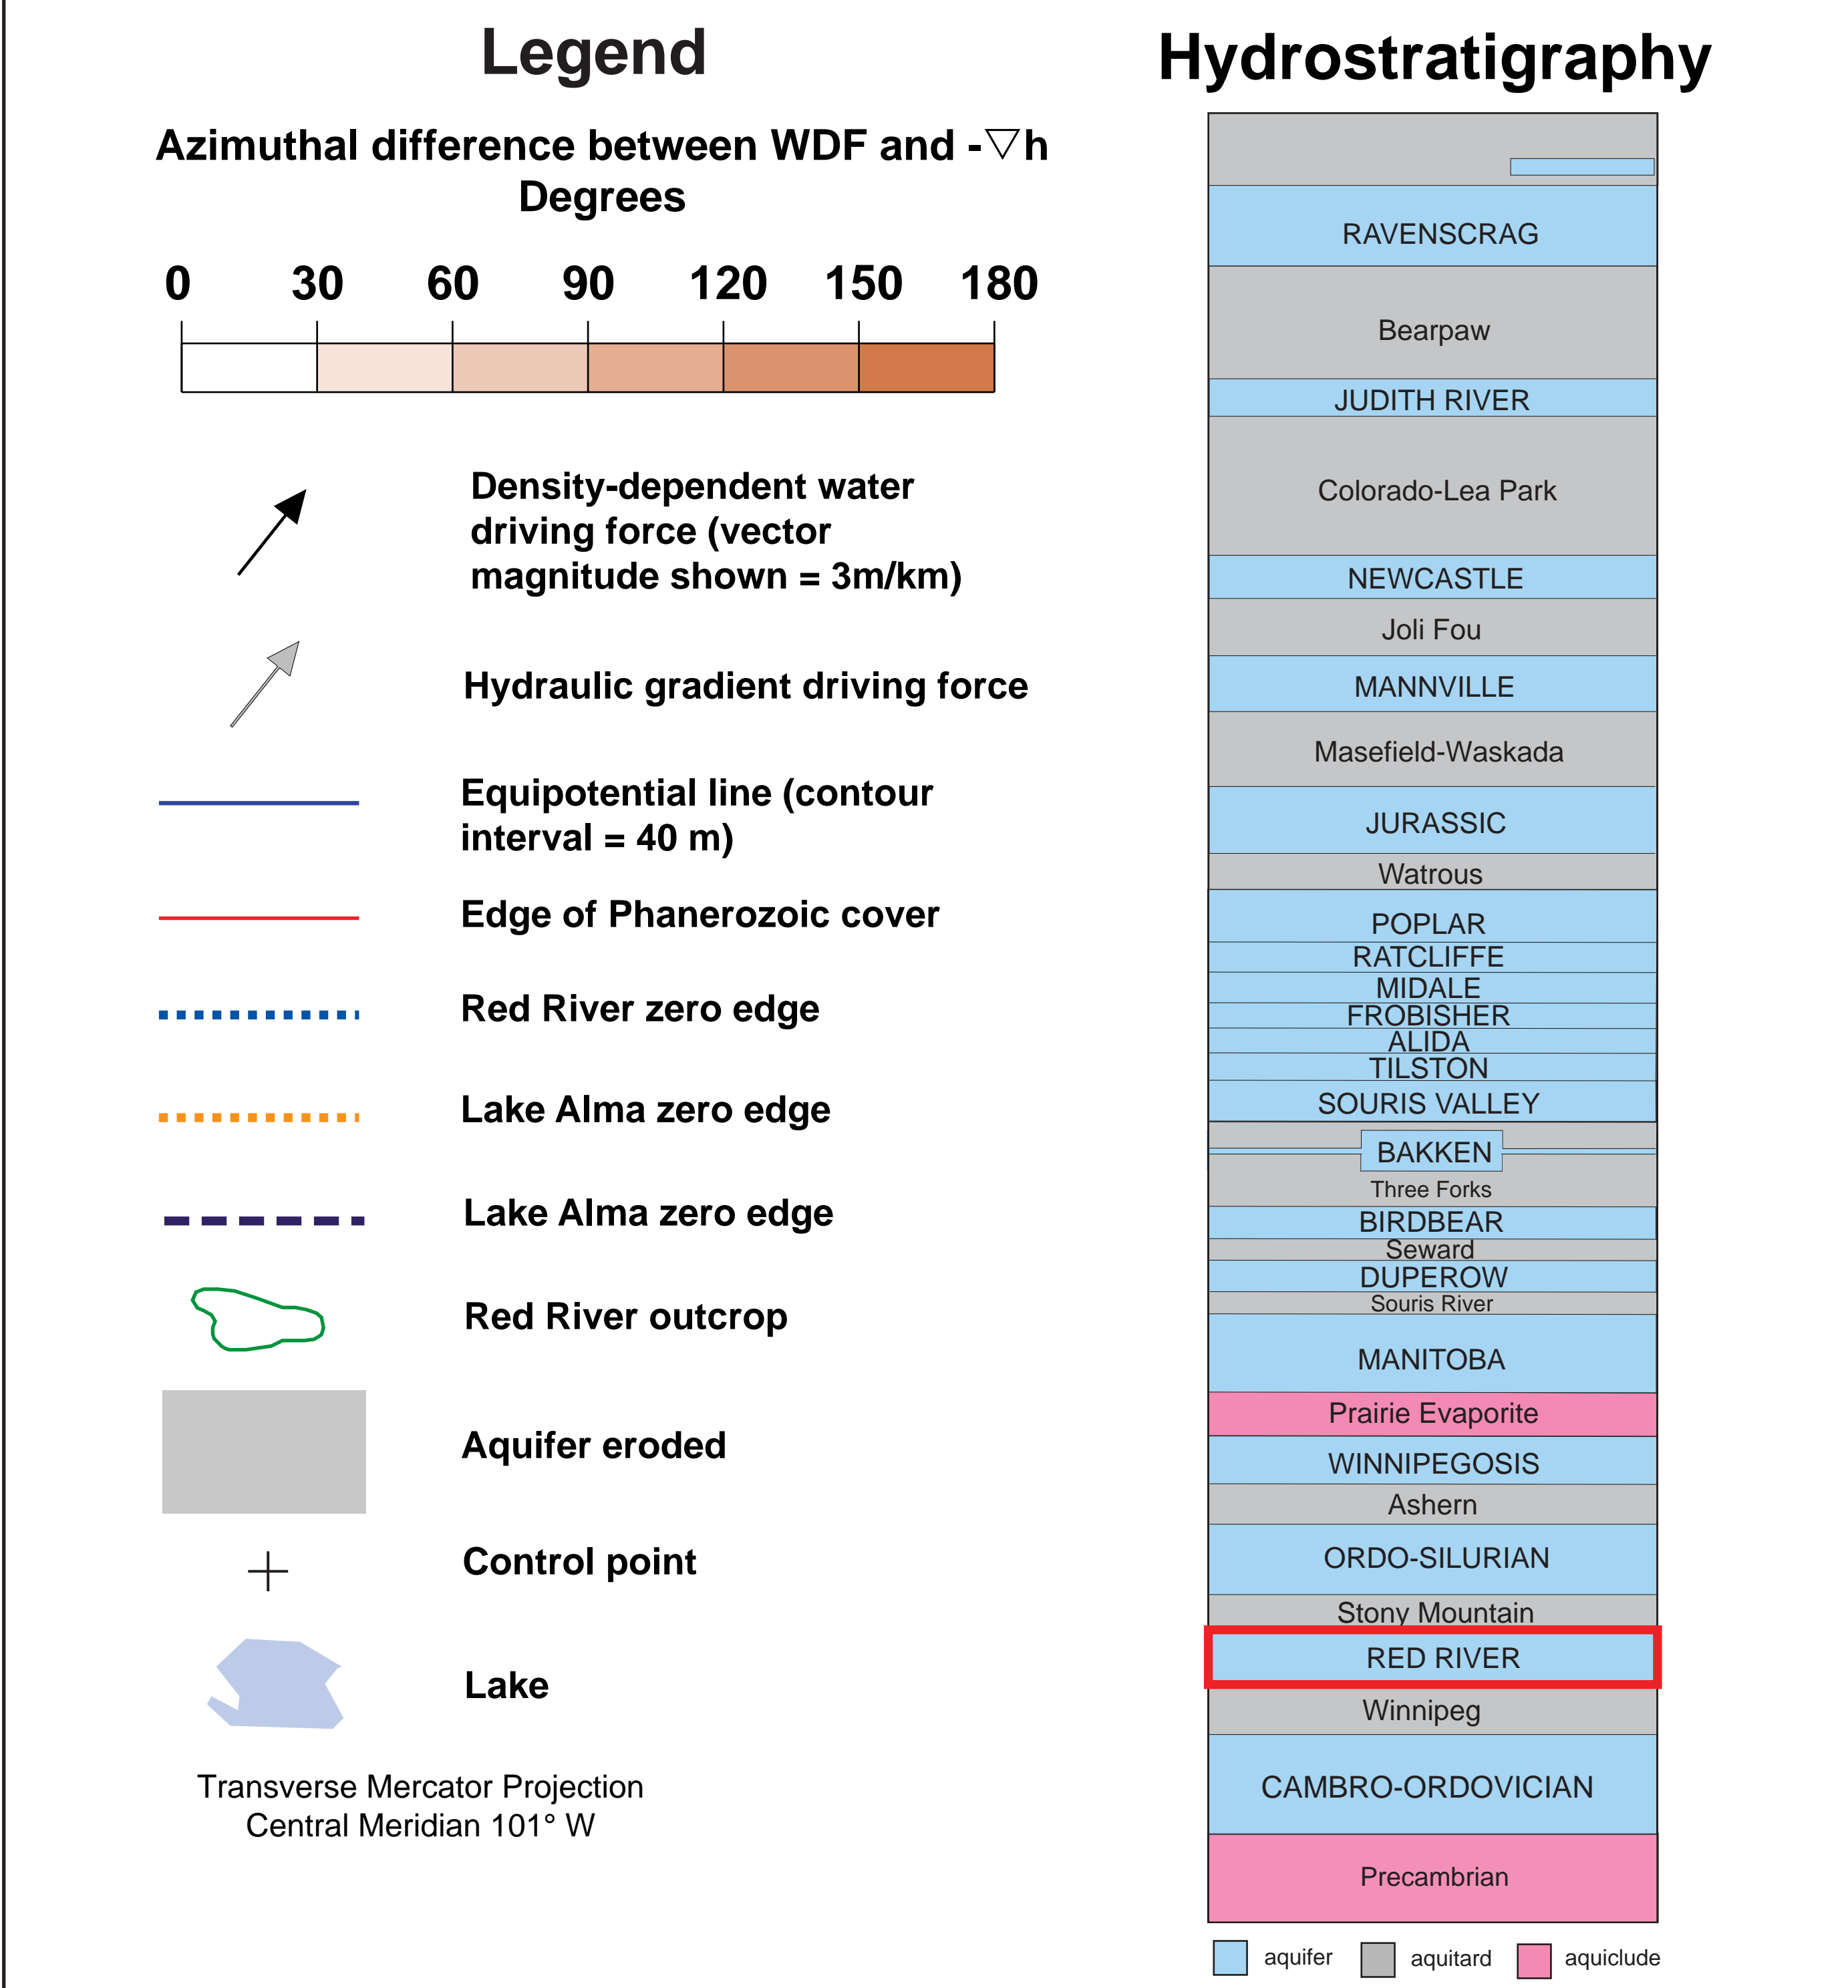 Legend
Azimuthal difference between WDF and -▽h
Degrees
0 30 60 90 120 150 180
Density-dependent water
driving force (vector
magnitude shown = 3m/km)
Hydraulic gradient driving force
Equipotential line (contour
interval = 40 m)
Edge of Phanerozoic cover
Red River zero edge
Lake Alma zero edge
Lake Alma zero edge
Red River outcrop
Aquifer eroded
Control point
Lake
Transverse Mercator Projection
Central Meridian 101° W
Hydrostratigraphy
RAVENSCRAG
Bearpaw
JUDITH RIVER
Colorado-Lea Park
NEWCASTLE
Joli Fou
MANNVILLE
Masefield-Waskada
JURASSIC
Watrous
POPLAR
RATCLIFFE
MIDALE
FROBISHER
ALIDA
TILSTON
SOURIS VALLEY
BAKKEN
Three Forks
BIRDBEAR
Seward
DUPEROW
Souris River
MANITOBA
Prairie Evaporite
WINNIPEGOSIS
Ashern
ORDO-SILURIAN
Stony Mountain
RED RIVER
Winnipeg
CAMBRO-ORDOVICIAN
Precambrian
aquifer aquitard aquiclude